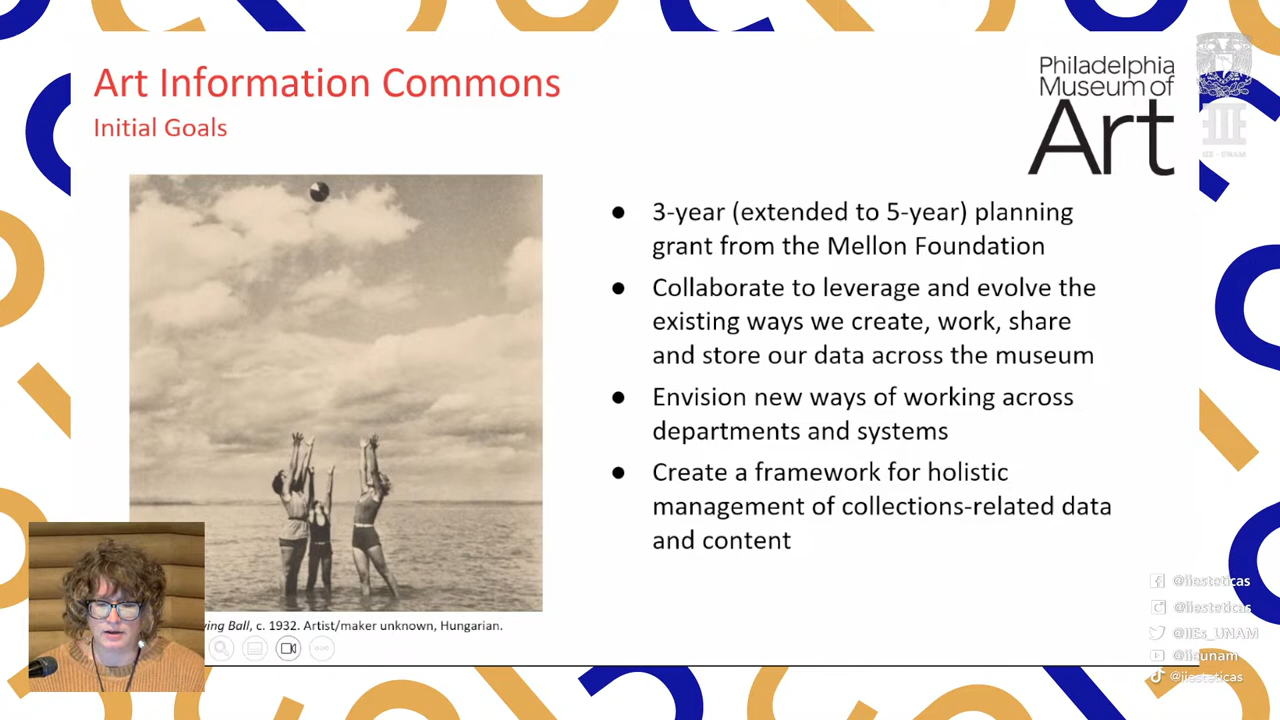 Art Information Commons
Initial Goals
Philadelphia
Museum of
Art
IIE - UNAM
● 3-year (extended to 5-year) planning
grant from the Mellon Foundation
● Collaborate to leverage and evolve the
existing ways we create, work, share
and store our data across the museum
● Envision new ways of working across
departments and systems
● Create a framework for holistic
management of collections-related data
and content
Ball, c. 1932. Artist/maker unknown, Hungarian.
@iiesteticas
@iiesteticas
@IIEs_UNAM
@iieunam
@iiesteticas